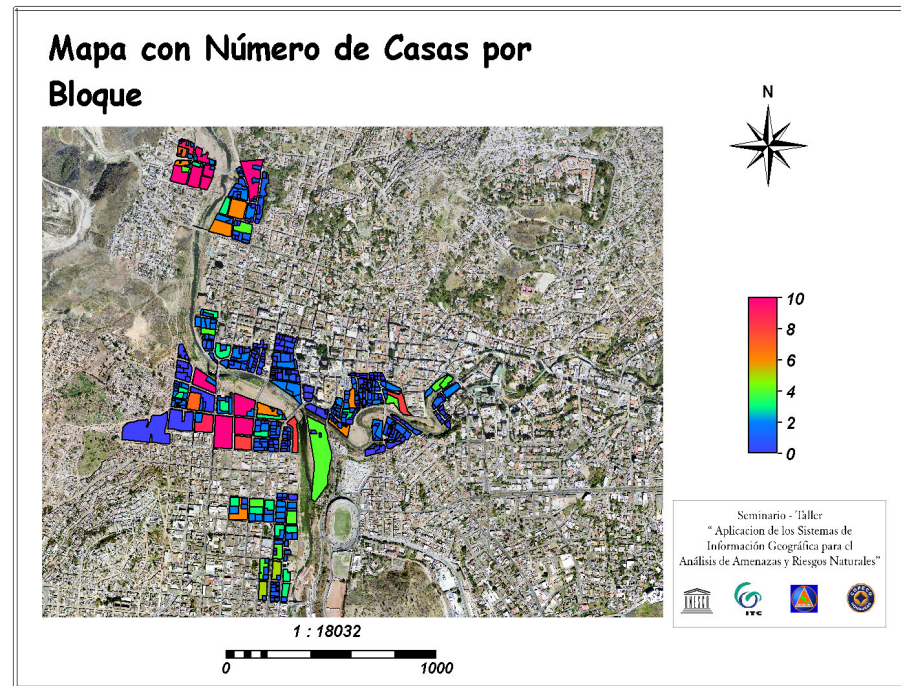 Mapa con Número de Casas por
Bloque
N
10
8
6
4
2
0
Seminario - Taller
“ Aplicacion de los Sistemas de
Información Geográfica para el
Análisis de Amenazas y Riesgos Naturales”
UNESCO
ITC
1 : 18032
0
1000